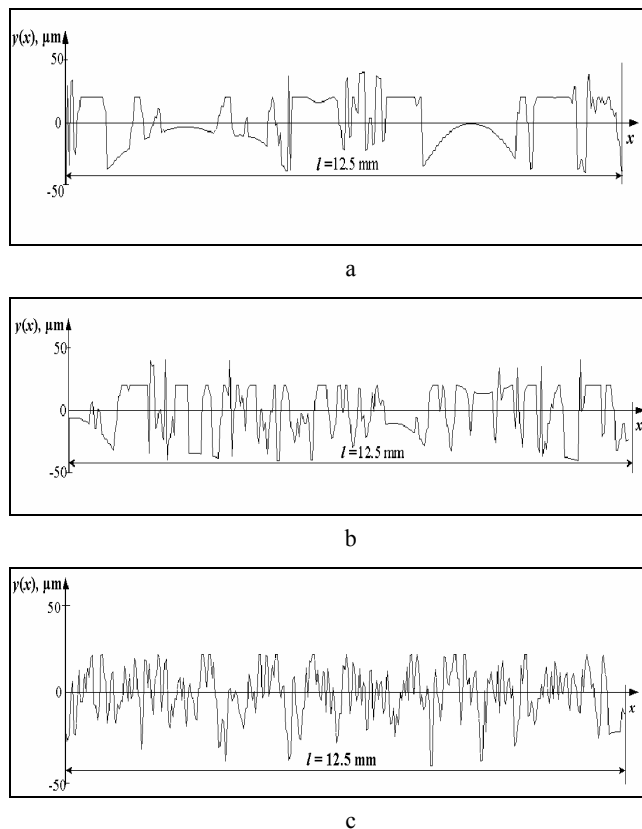 y(x), µm
50
0
x
l =12.5 mm
-50
a
y(x), µm
50
0
x
l =12.5 mm
-50
b
y(x), µm
50
0
x
l = 12.5 mm
-50
c